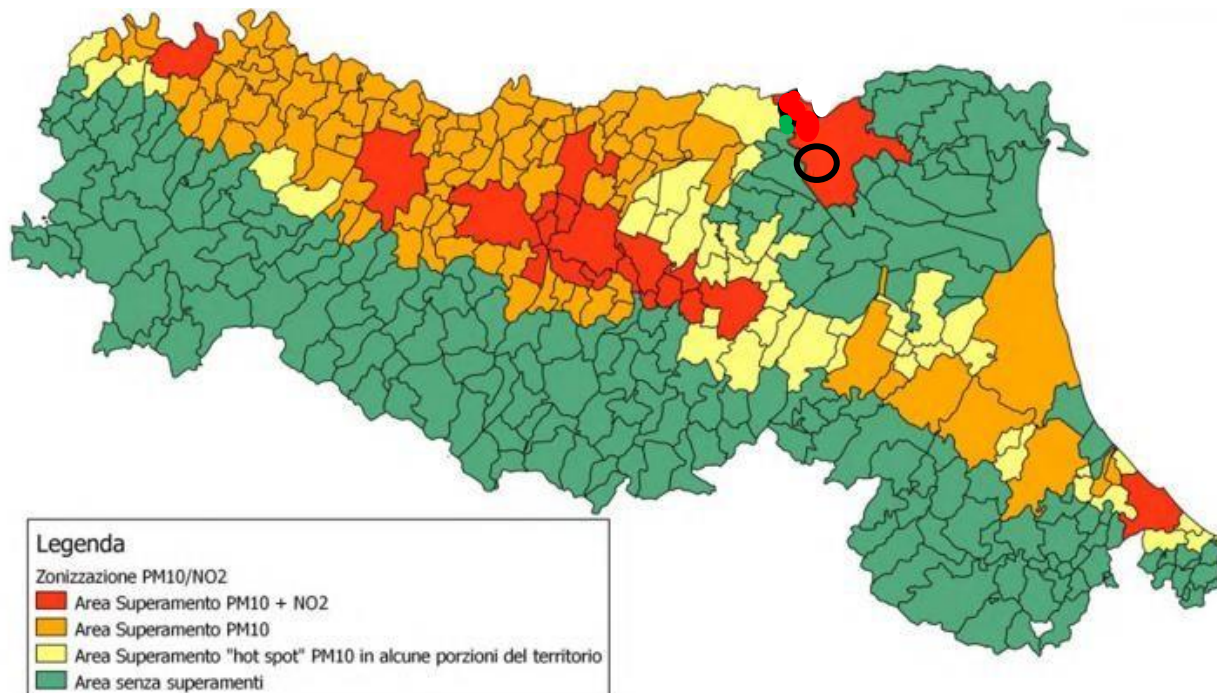 Legenda
Zonizzazione PM10/NO2
Area Superamento PM10 + NO2
Area Superamento PM10
Area Superamento "hot spot" PM10 in alcune porzioni del territorio
Area senza superamenti